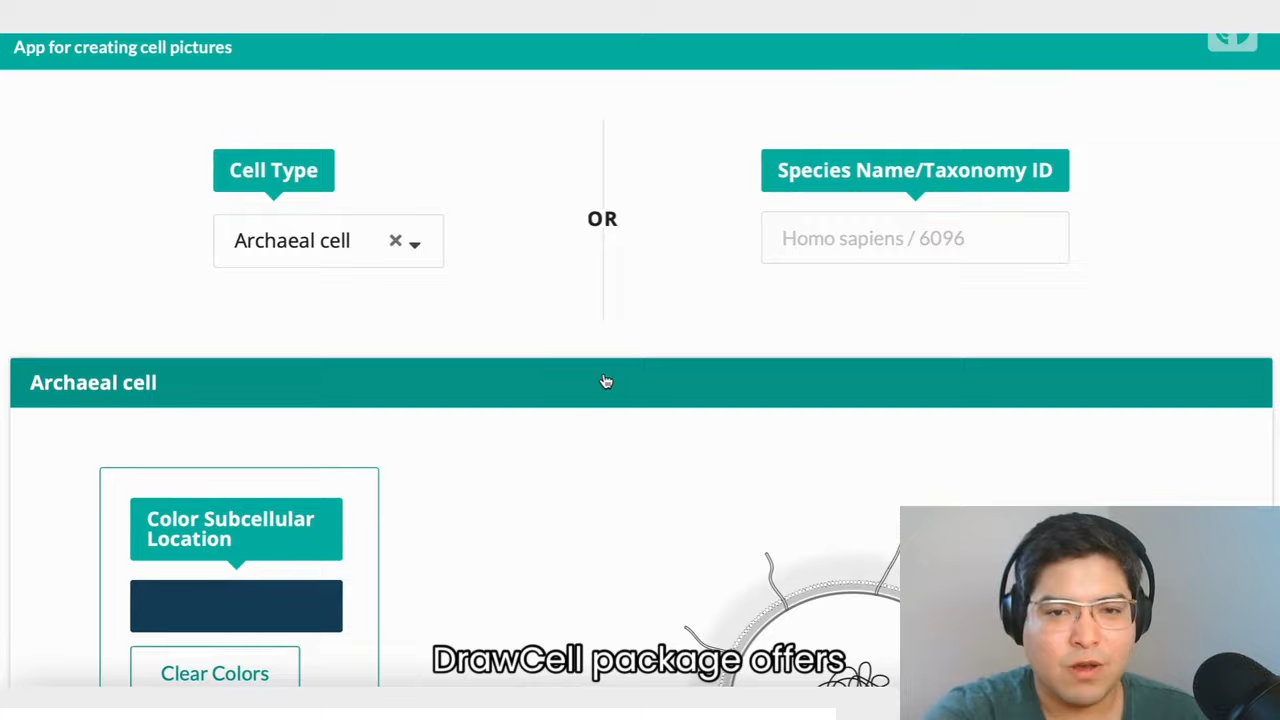 App for creating cell pictures
Cell Type
Species Name/Taxonomy ID
Archaeal cell
OR
Homo sapiens / 6096
Archaeal cell
Color Subcellular
Location
Clear Colors
DrawCell package offers